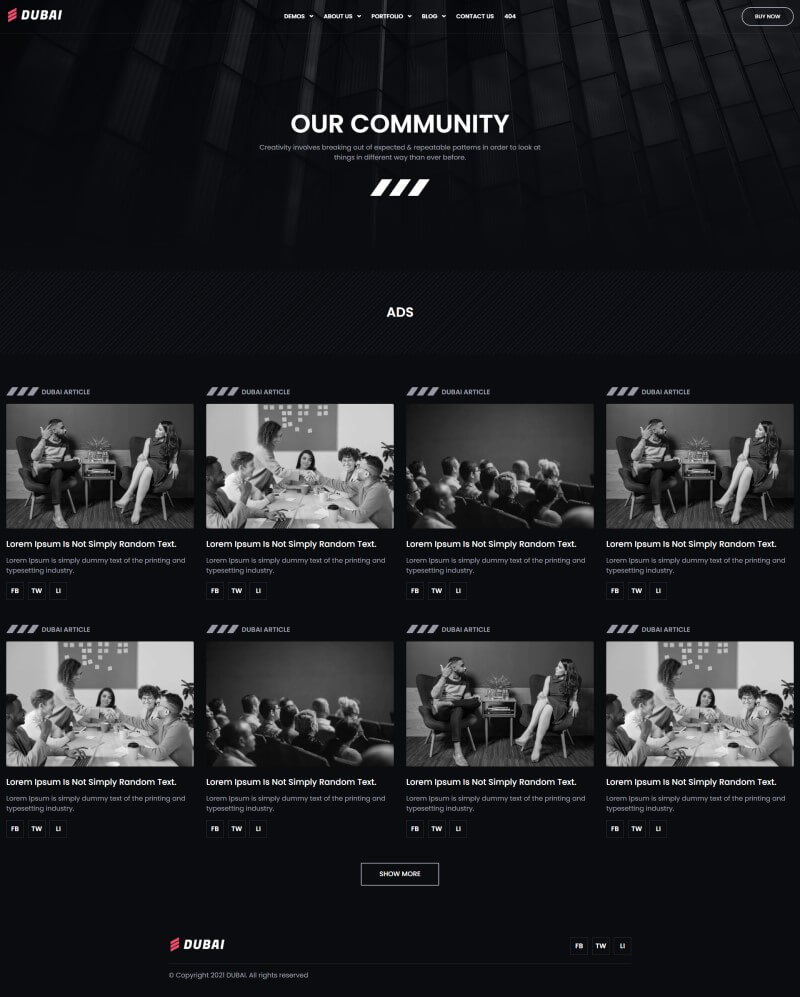 DUBAI
DEMOS ABOUT US PORTFOLIO BLOG CONTACT US 404
BUY NOW
OUR COMMUNITY
Creativity involves breaking out of expected & repeatable patterns in order to look at
things in different way than ever before.
ADS
DUBAI ARTICLE
Lorem Ipsum Is Not Simply Random Text.
Lorem Ipsum is simply dummy text of the printing and
typesetting industry.
FB TW LI
DUBAI ARTICLE
Lorem Ipsum Is Not Simply Random Text.
Lorem Ipsum is simply dummy text of the printing and
typesetting industry.
FB TW LI
DUBAI ARTICLE
Lorem Ipsum Is Not Simply Random Text.
Lorem Ipsum is simply dummy text of the printing and
typesetting industry.
FB TW LI
DUBAI ARTICLE
Lorem Ipsum Is Not Simply Random Text.
Lorem Ipsum is simply dummy text of the printing and
typesetting industry.
FB TW LI
DUBAI ARTICLE
Lorem Ipsum Is Not Simply Random Text.
Lorem Ipsum is simply dummy text of the printing and
typesetting industry.
FB TW LI
DUBAI ARTICLE
Lorem Ipsum Is Not Simply Random Text.
Lorem Ipsum is simply dummy text of the printing and
typesetting industry.
FB TW LI
DUBAI ARTICLE
Lorem Ipsum Is Not Simply Random Text.
Lorem Ipsum is simply dummy text of the printing and
typesetting industry.
FB TW LI
DUBAI ARTICLE
Lorem Ipsum Is Not Simply Random Text.
Lorem Ipsum is simply dummy text of the printing and
typesetting industry.
FB TW LI
SHOW MORE
DUBAI
FB TW LI
© Copyright 2021 DUBAI. All rights reserved